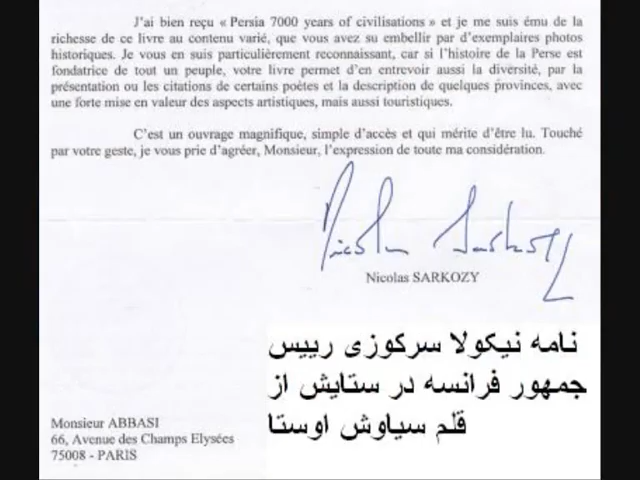 J'ai bien reçu « Persia 7000 years of civilisations » et je me suis ému de la
richesse de ce livre au contenu varié, que vous avez su embellir par d'exemplaires photos
historiques. Je vous en suis particulièrement reconnaissant, car si l'histoire de la Perse est
fondatrice de tout un peuple, votre livre permet d'en entrevoir aussi la diversité, par la
présentation ou les citations de certains poètes et la description de quelques provinces, avec
une forte mise en valeur des aspects artistiques, mais aussi touristiques.
C'est un ouvrage magnifique, simple d'accès et qui mérite d'être lu. Touché
par votre geste, je vous prie d'agréer, Monsieur, l'expression de toute ma considération.
Nicolas Sarkozy
Nicolas SARKOZY
نامه نیکولا سرکوزی رییس
جمهور فرانسه در ستایش از
قلم سیاوش اوستا
Monsieur ABBASI
66, Avenue des Champs Elysées
75008 - PARIS